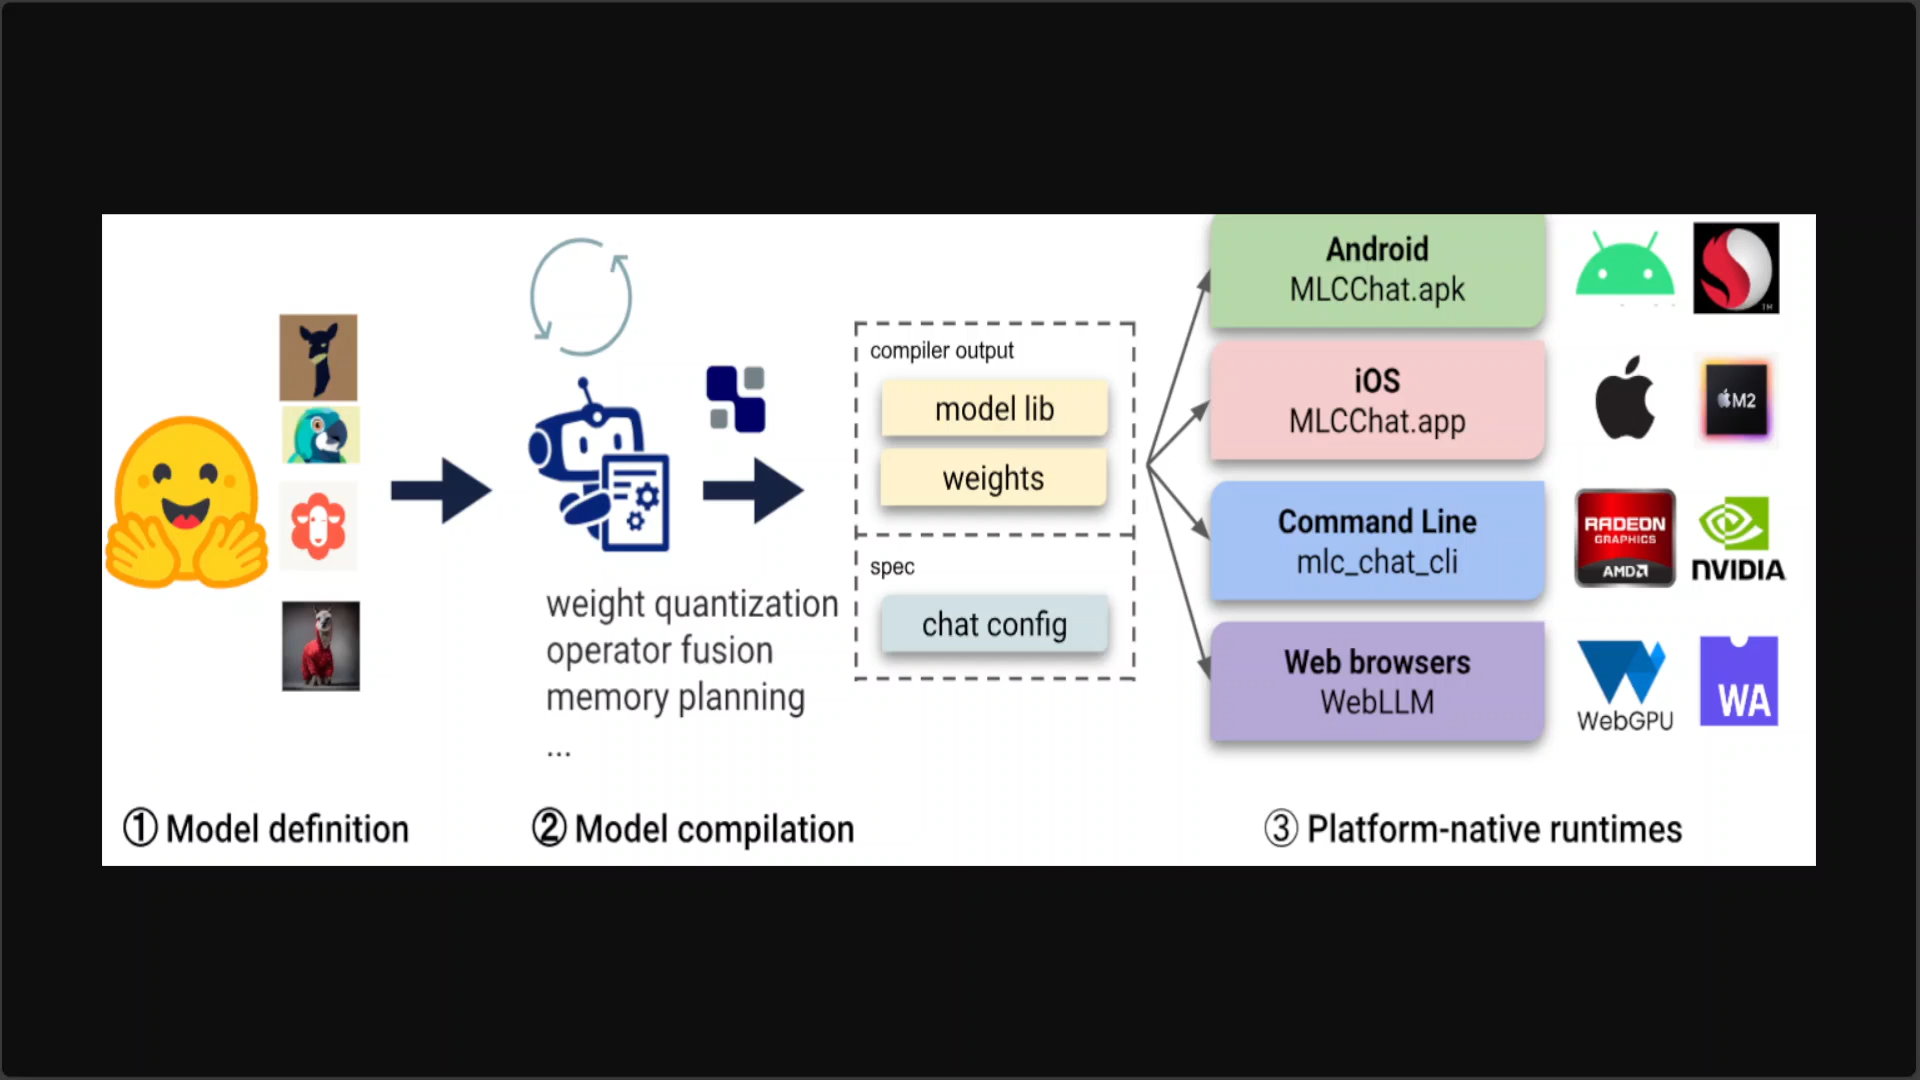 weight quantization
operator fusion
memory planning
...
compiler output
model lib
weights
spec
chat config
Android
MLCChat.apk
iOS
MLCChat.app
Command Line
mlc_chat_cli
Web browsers
WebLLM
TM
M2
RADEON
GRAPHICS
AMD
NVIDIA
WebGPU
WA
① Model definition
② Model compilation
③ Platform-native runtimes